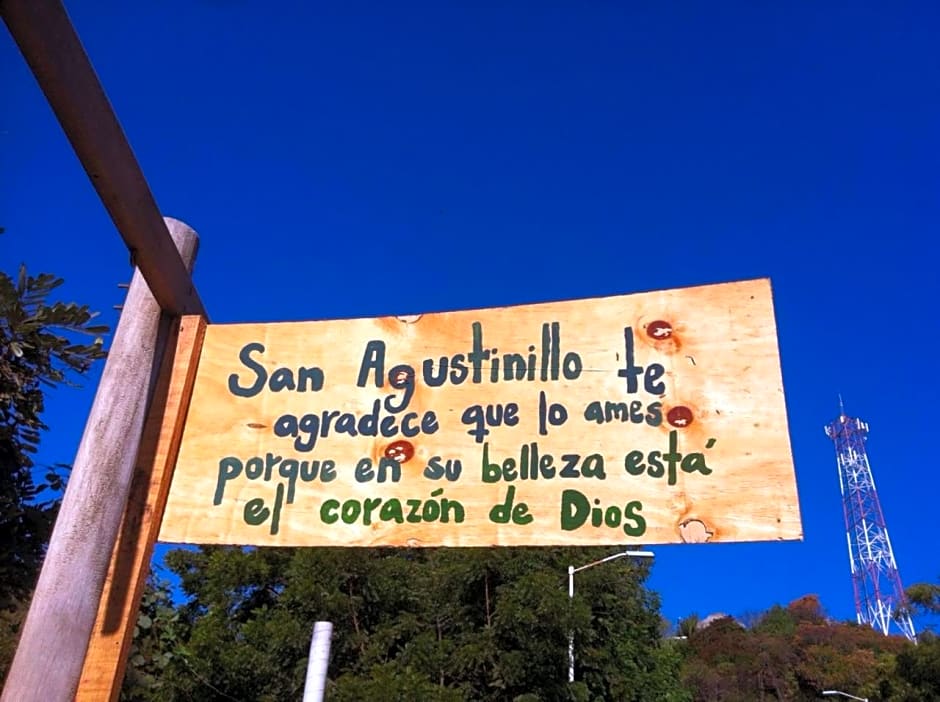 San Agustinillo te
agradece que lo ames
porque en su belleza está
el corazón de Dios